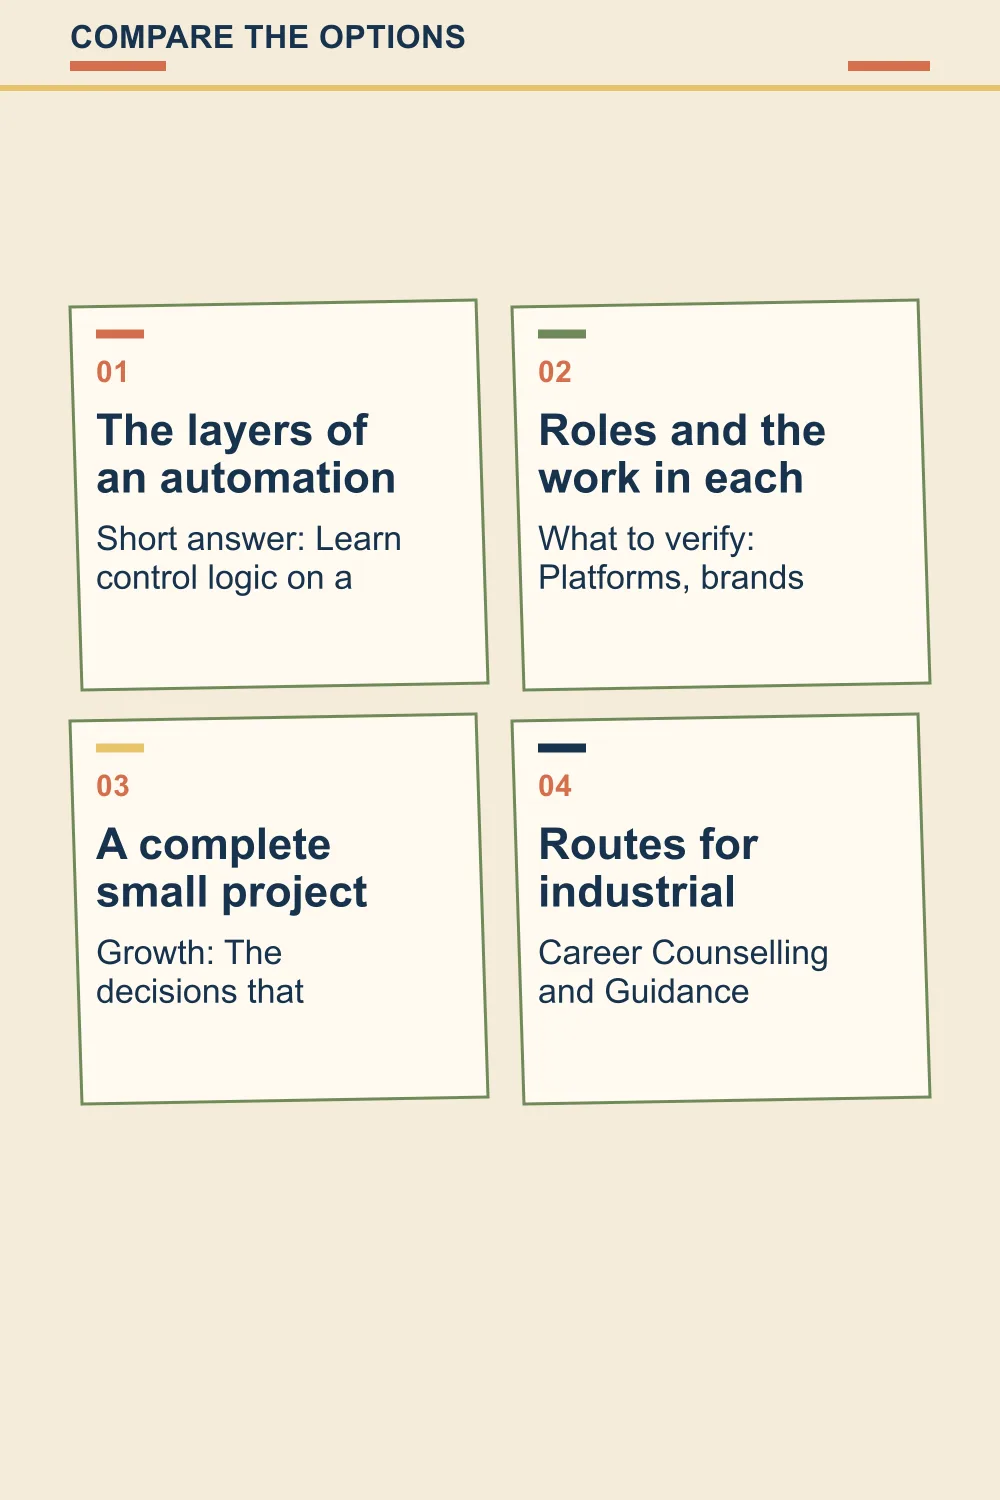 COMPARE THE OPTIONS
01
The layers of
an automation
Short answer: Learn
control logic on a
02
Roles and the
work in each
What to verify:
Platforms, brands
03
A complete
small project
Growth: The
decisions that
04
Routes for
industrial
Career Counselling
and Guidance